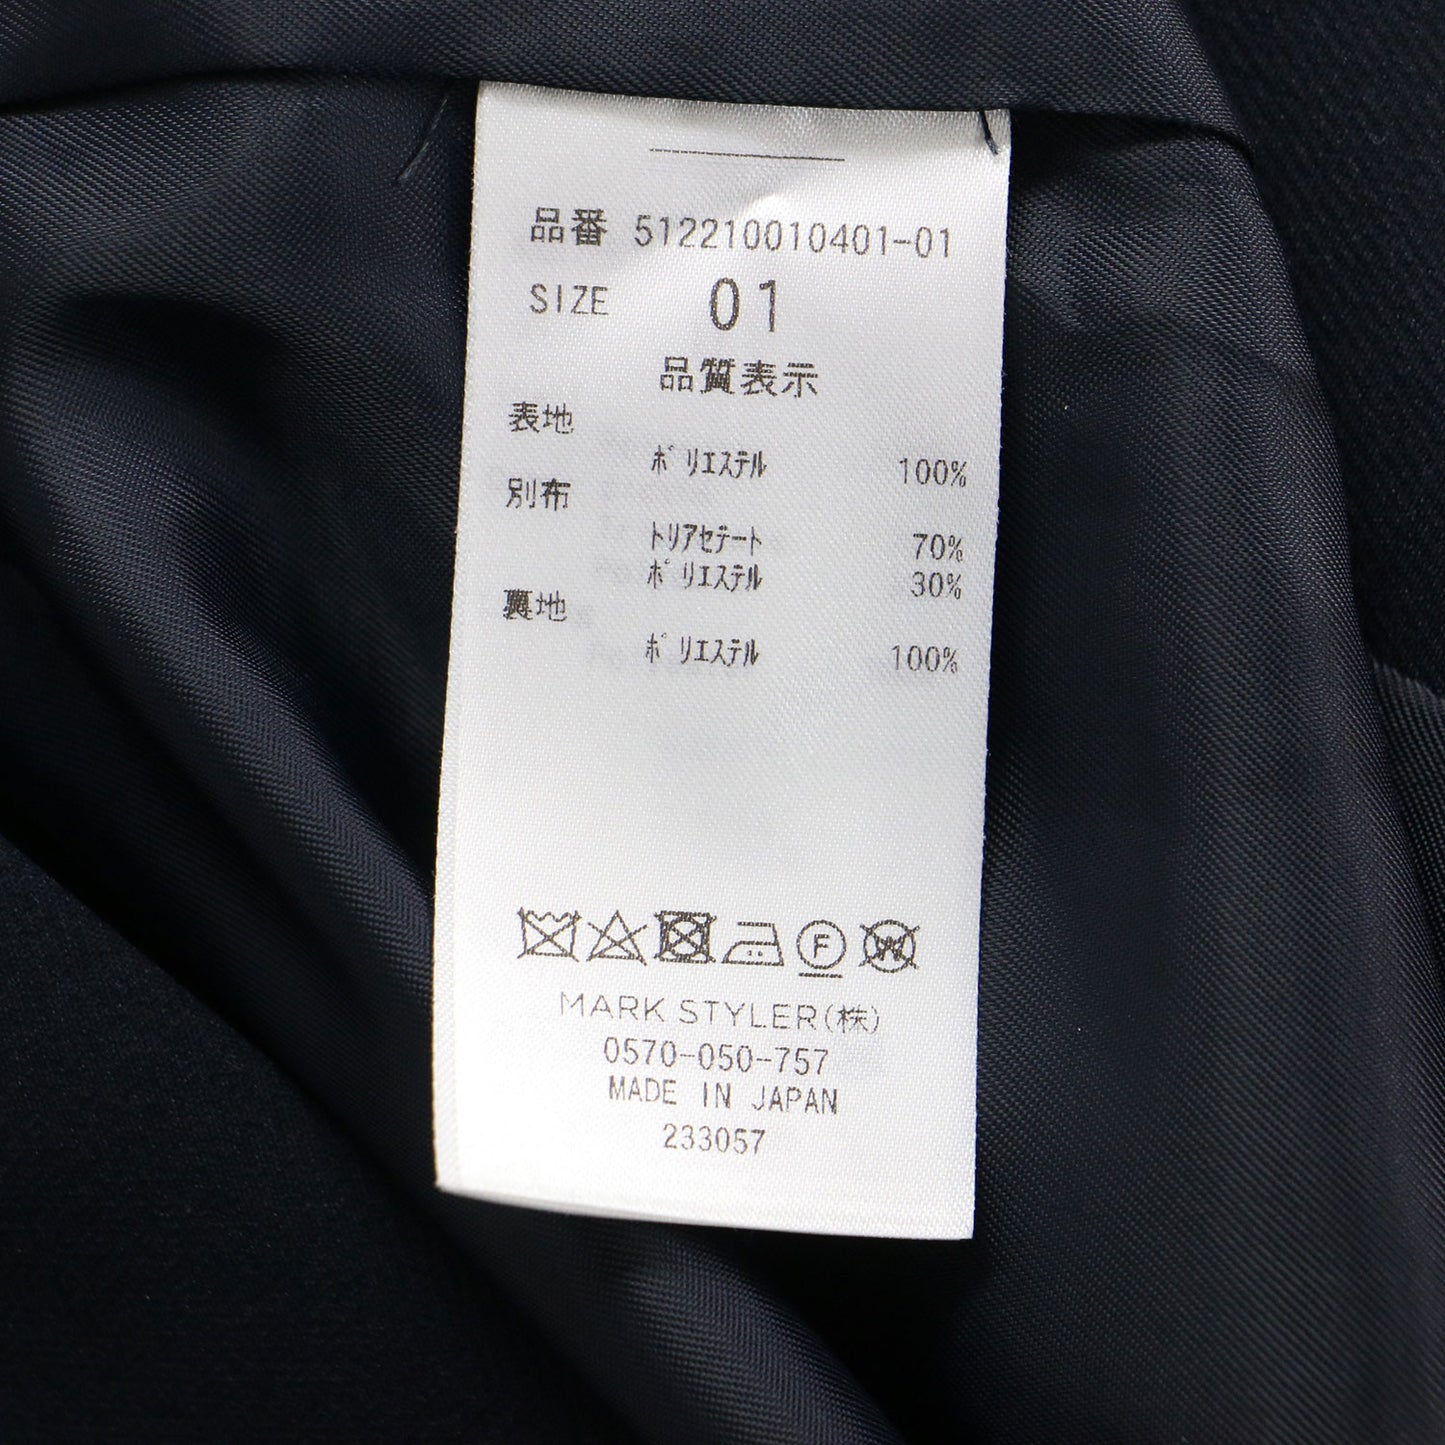 品番 512210010401-01
SIZE 01
品質表示
表地
ポリエステル 100%
別布
トリアセテート 70%
ポリエステル 30%
裏地
ポリエステル 100%
F W
MARK STYLER(株)
0570-050-757
MADE IN JAPAN
233057